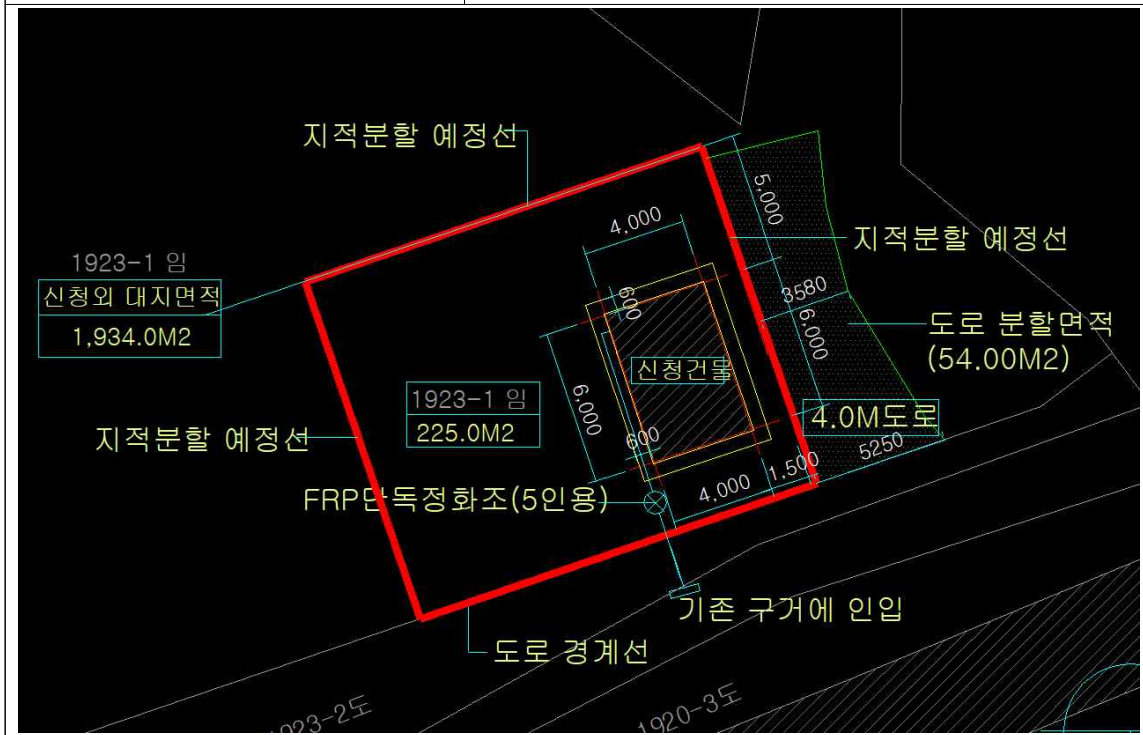 지적분할 예정선
5,000
4,000
지적분할 예정선
1923-1 임
신청외 대지면적
1,934.0M2
600
3580
6,000
도로 분할면적
(54.00M2)
신청건물
1923-1 임
225.0M2
6,000
4.0M도로
지적분할 예정선
600
5250
1,500
4,000
FRP단독정화조(5인용)
기존 구거에 인입
도로 경계선
1923-2도
1920-3도